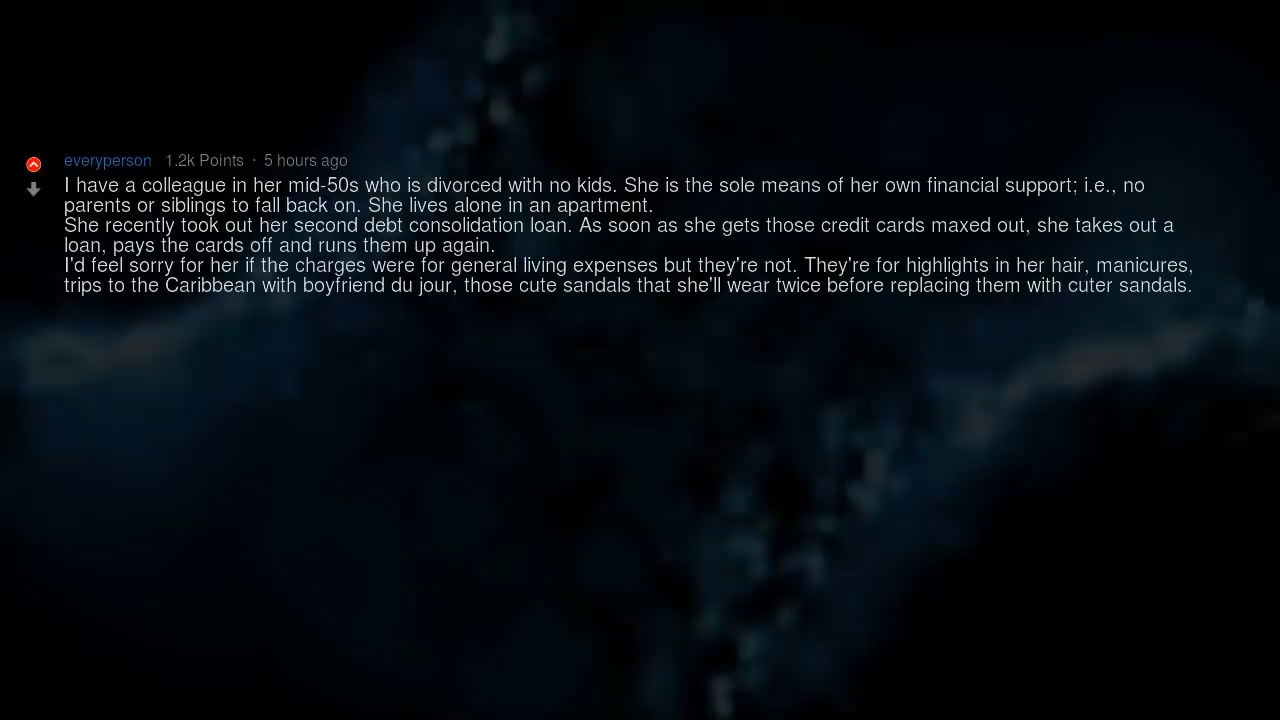 everyperson 1.2k Points · 5 hours ago
I have a colleague in her mid-50s who is divorced with no kids. She is the sole means of her own financial support; i.e., no
parents or siblings to fall back on. She lives alone in an apartment.
She recently took out her second debt consolidation loan. As soon as she gets those credit cards maxed out, she takes out a
loan, pays the cards off and runs them up again.
I'd feel sorry for her if the charges were for general living expenses but they're not. They're for highlights in her hair, manicures,
trips to the Caribbean with boyfriend du jour, those cute sandals that she'll wear twice before replacing them with cuter sandals.